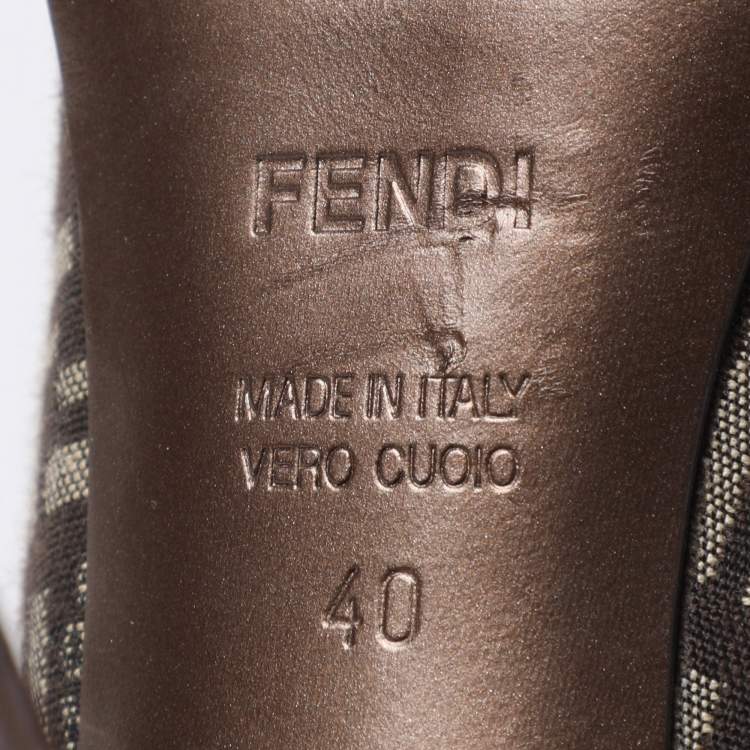 FENDI
MADE IN ITALY
VERO CUOIO
40